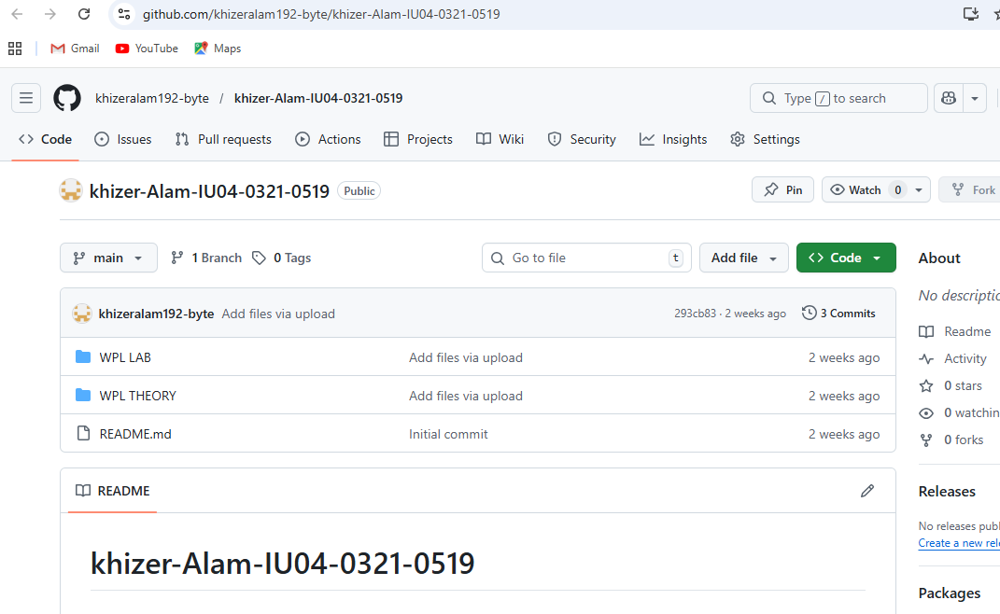 github.com/khizeralam192-byte/khizer-Alam-IU04-0321-0519
Gmail YouTube Maps
khizeralam192-byte / khizer-Alam-IU04-0321-0519
Type / to search
Code Issues Pull requests Actions Projects Wiki Security Insights Settings
khizer-Alam-IU04-0321-0519 Public
Pin Watch 0 Fork
main 1 Branch 0 Tags Go to file t Add file Code
About
khizeralam192-byte Add files via upload 293cb83 · 2 weeks ago 3 Commits
No descriptio
WPL LAB Add files via upload 2 weeks ago
WPL THEORY Add files via upload 2 weeks ago
README.md Initial commit 2 weeks ago
Readme
Activity
0 stars
0 watchin
0 forks
README
khizer-Alam-IU04-0321-0519
Releases
No releases publ
Create a new rel
Packages